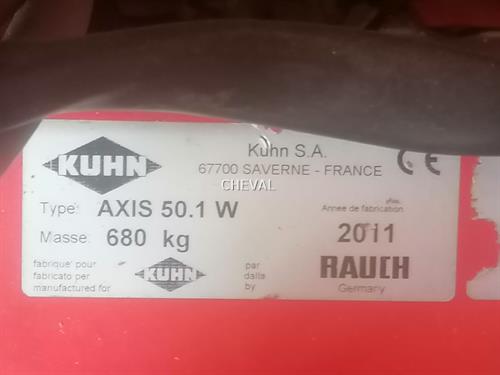 KUHN
Kuhn S.A.
67700 SAVERNE - FRANCE
CE
CHEVAL
Type: AXIS 50.1 W
Annee de fabrication
Masse: 680 kg
2011
fabriqué pour
fabricato per
manufactured for
KUHN
par
dalla
by
RAUCH
Germany